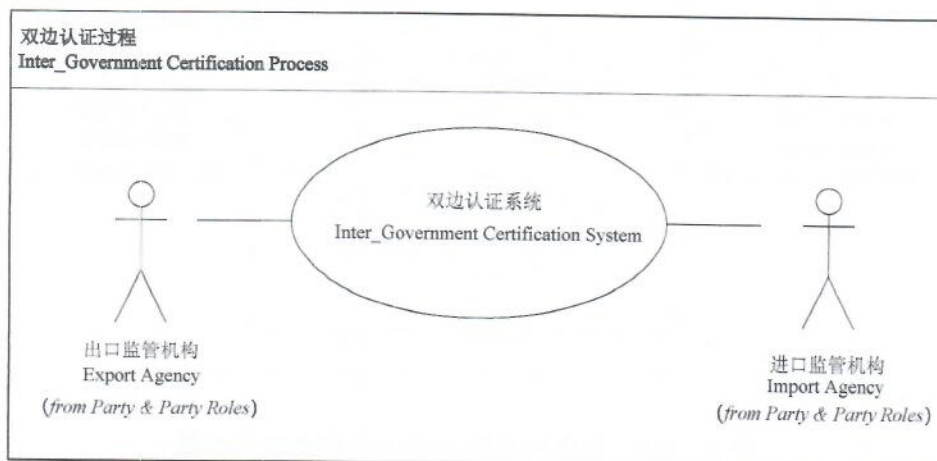 双边认证过程
Inter_Government Certification Process
双边认证系统
Inter_Government Certification System
出口监管机构
Export Agency
(from Party & Party Roles)
进口监管机构
Import Agency
(from Party & Party Roles)